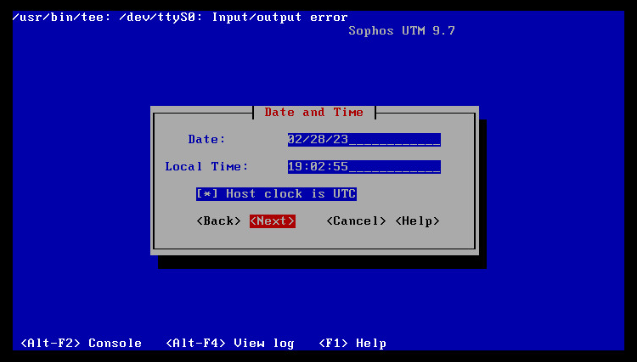 /usr/bin/tee: /dev/ttyS0: Input/output error
Sophos UTM 9.7
Date and Time
Date: 02/28/23____________
Local Time: 19:02:55____________
[*] Host clock is UTC
<Back> <Next> <Cancel> <Help>
<Alt-F2> Console <Alt-F4> View log <F1> Help